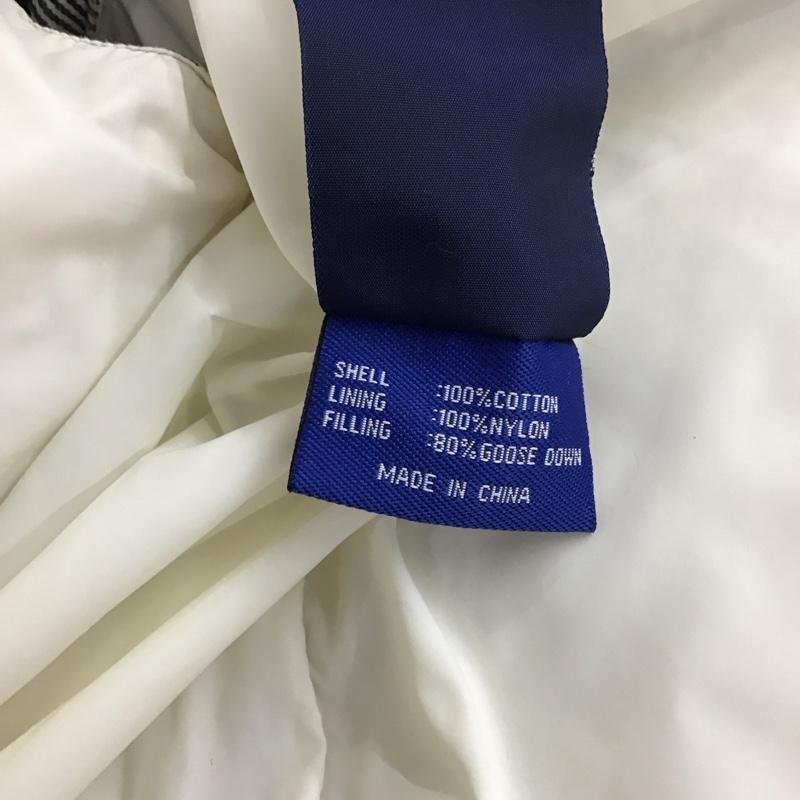 SHELL :100%COTTON
LINING :100%NYLON
FILLING :80%GOOSE DOWN
MADE IN CHINA